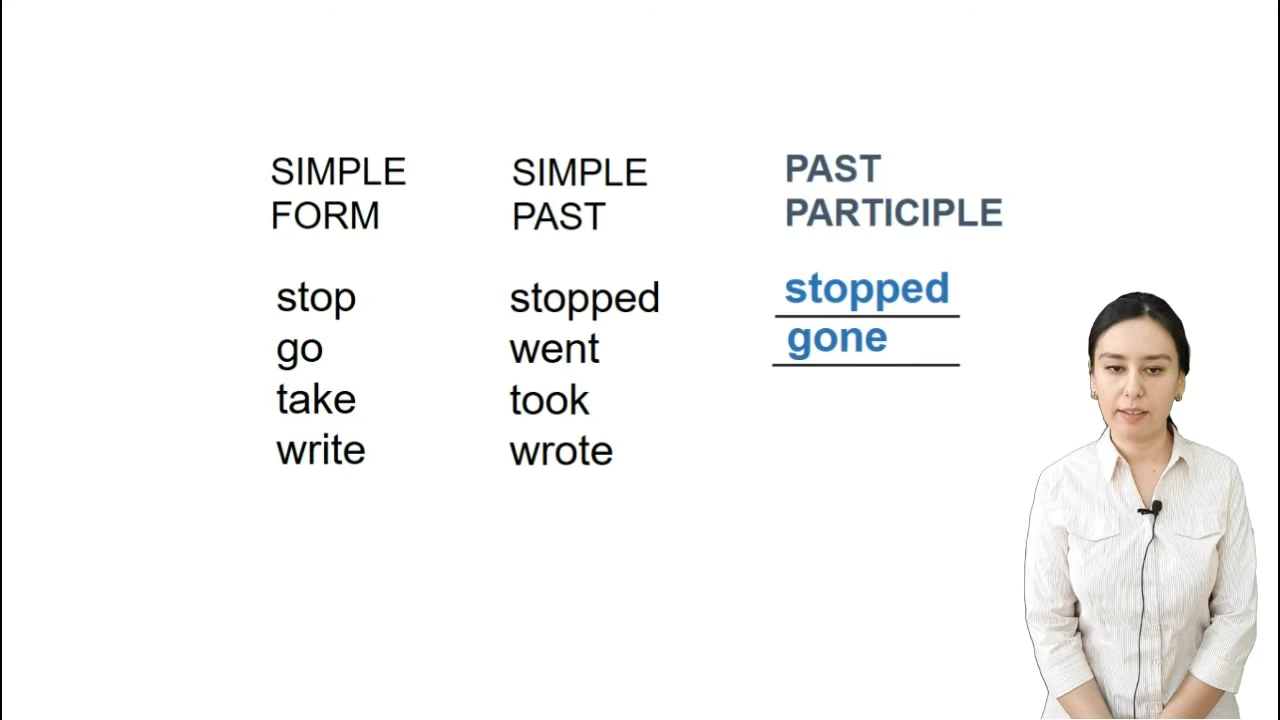 SIMPLE FORM
SIMPLE PAST
PAST PARTICIPLE
stop stopped stopped
go went gone
take took
write wrote